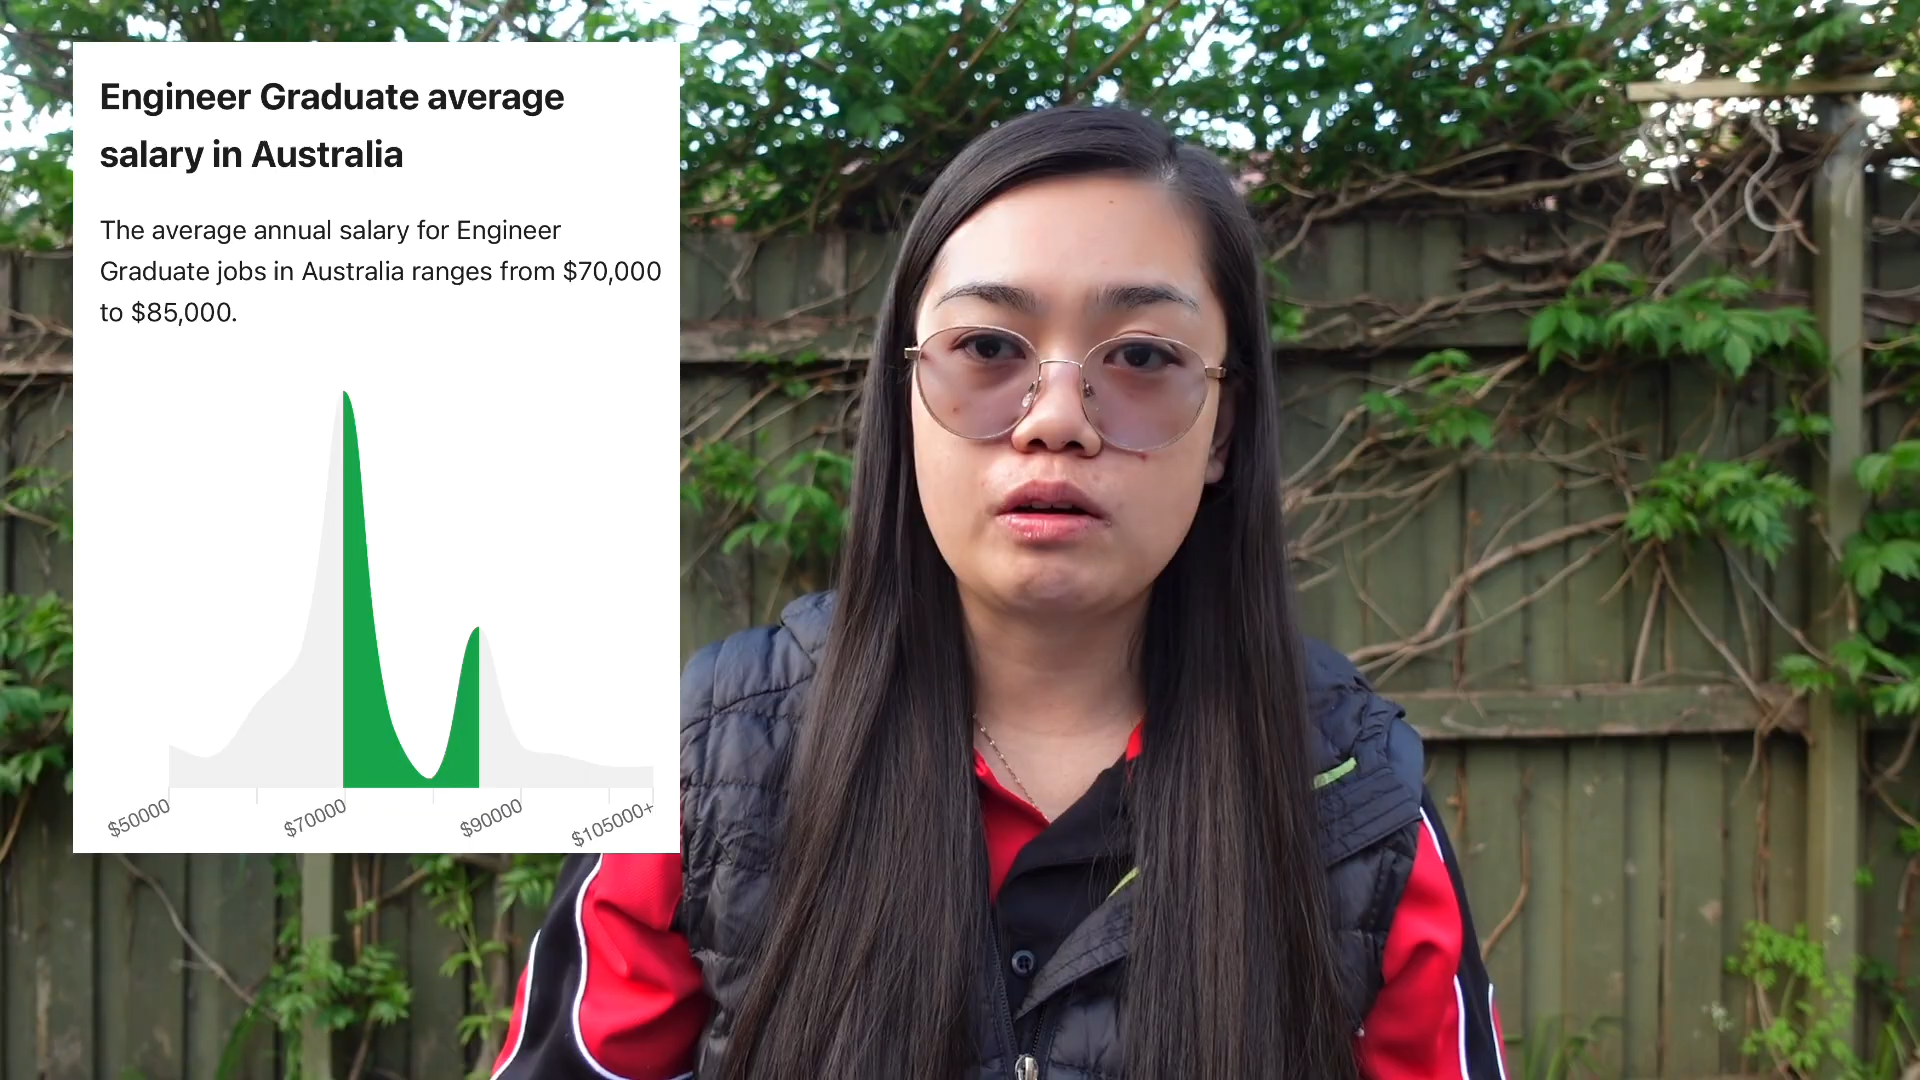 Engineer Graduate average
salary in Australia
The average annual salary for Engineer
Graduate jobs in Australia ranges from $70,000
to $85,000.
$50000
$70000
$90000
$105000+